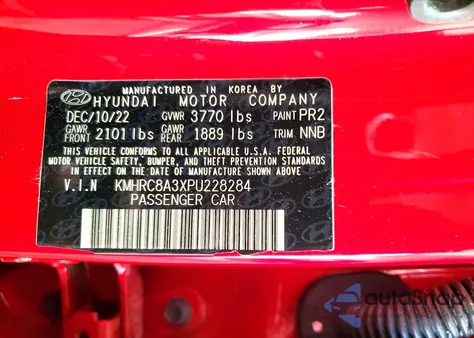 MANUFACTURED IN KOREA BY
HYUNDAI MOTOR COMPANY
DEC/10/22 GVWR 3770 lbs PAINT PR2
GAWR FRONT 2101 lbs GAWR REAR 1889 lbs TRIM NNB
THIS VEHICLE CONFORMS TO ALL APPLICABLE U.S.A. FEDERAL
MOTOR VEHICLE SAFETY, BUMPER, AND THEFT PREVENTION STANDARDS
IN EFFECT ON THE DATE OF MANUFACTURE SHOWN ABOVE.
V.I.N KMHRC8A3XPU228284
PASSENGER CAR
autoSnap